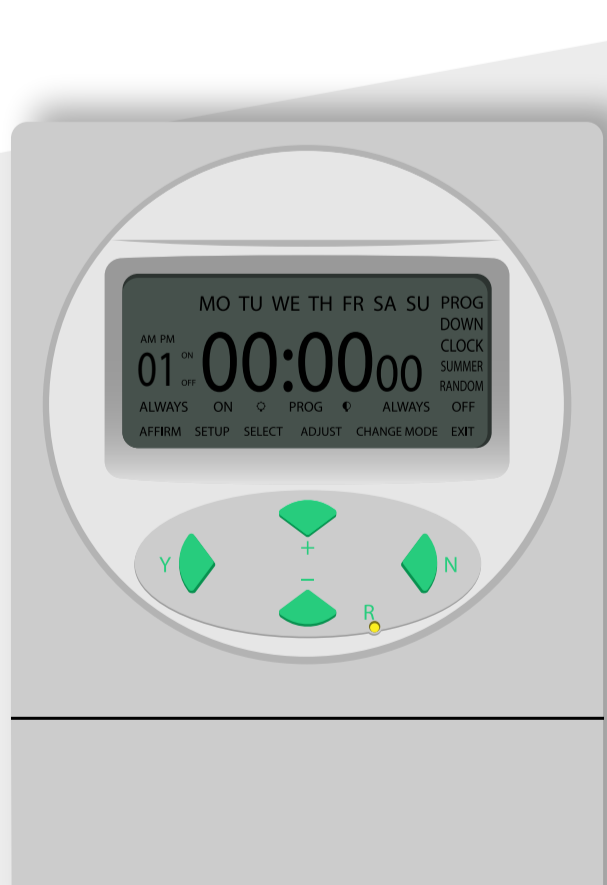 MO TU WE TH FR SA SU PROG
DOWN
CLOCK
SUMMER
RANDOM
AM PM
01 ON OFF 00:00 00
ALWAYS ON PROG ALWAYS OFF
AFFIRM SETUP SELECT ADJUST CHANGE MODE EXIT
Y + N
−
R